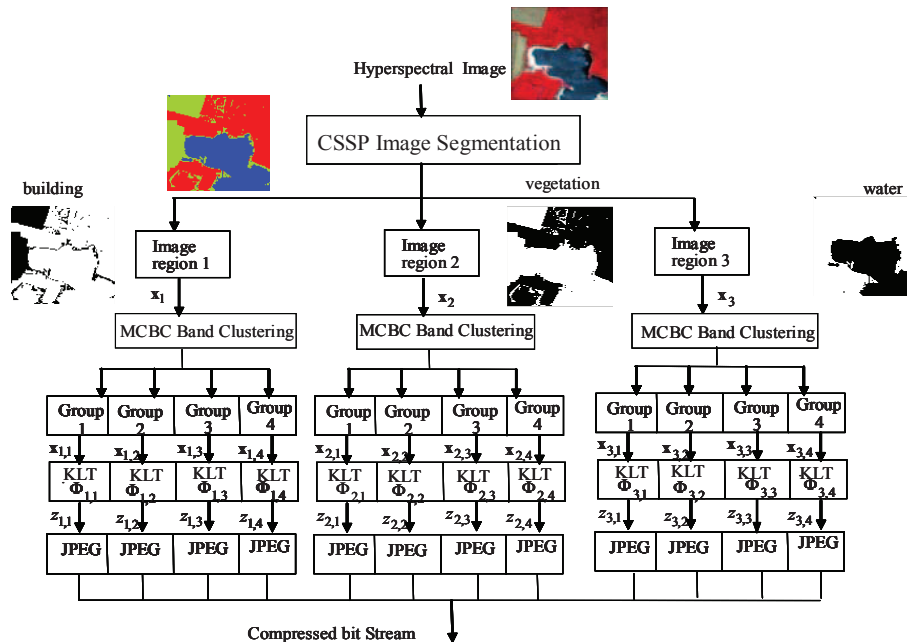 Hyperspectral Image
CSSP Image Segmentation
building
vegetation
water
Image region 1
Image region 2
Image region 3
x₁
x₂
x₃
MCBC Band Clustering
MCBC Band Clustering
MCBC Band Clustering
Group 1 Group 2 Group 3 Group 4
Group 1 Group 2 Group 3 Group 4
Group 1 Group 2 Group 3 Group 4
x1,1 x1,2 x1,3 x1,4
x2,1 x2,3 x2,3 x2,4
x3,1 x3,2 x3,3 x3,4
KLT Φ1,1 KLT Φ1,2 KLT Φ1,3 KLT Φ1,4
KLT Φ2,1 KLT Φ2,2 KLT Φ2,3 KLT Φ2,4
KLT Φ3,1 KLT Φ3,2 KLT Φ3,3 KLT Φ3,4
z1,1 z1,2 z1,3 z1,4
z2,1 z2,2 z2,3 z2,4
z3,1 z3,2 z3,3 z3,4
JPEG JPEG JPEG JPEG
JPEG JPEG JPEG JPEG
JPEG JPEG JPEG JPEG
Compressed bit Stream